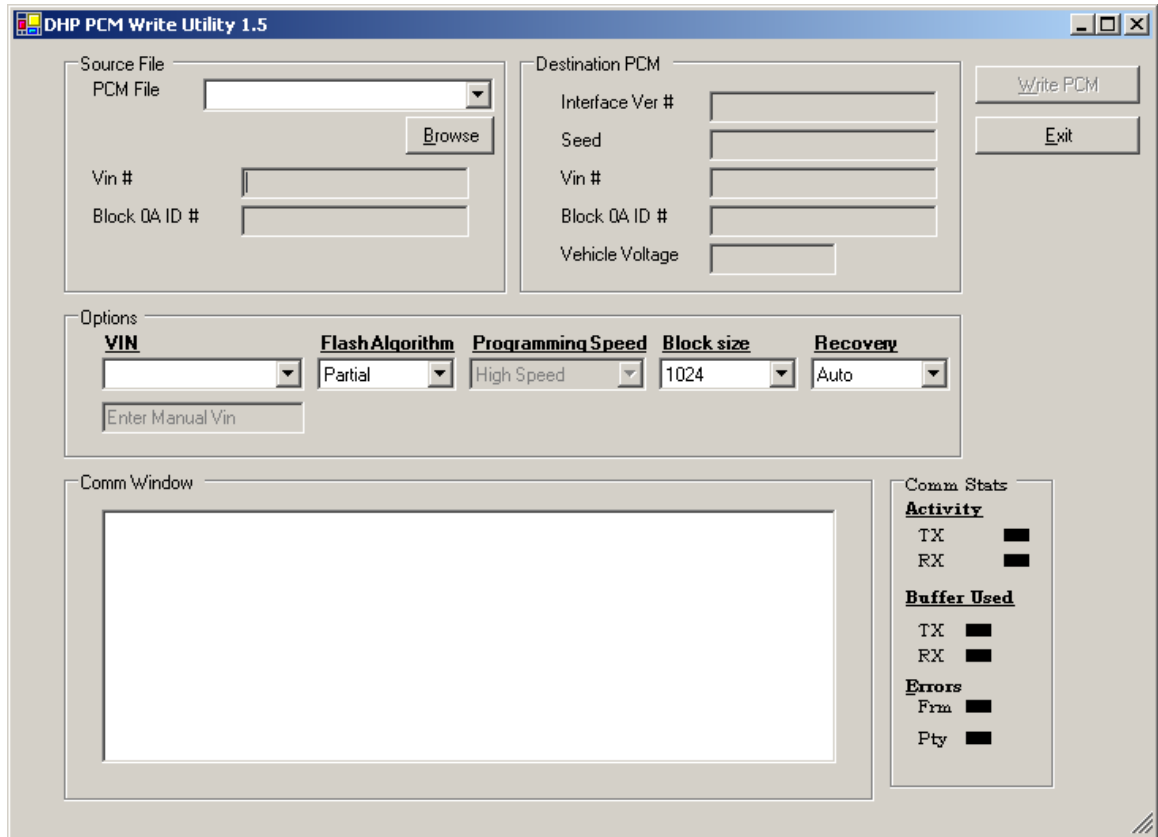 DHP PCM Write Utility 1.5
Source File
PCM File
Browse
Vin #
Block 0A ID #
Destination PCM
Interface Ver #
Seed
Vin #
Block 0A ID #
Vehicle Voltage
Write PCM
Exit
Options
VIN
Flash Algorithm
Programming Speed
Block size
Recovery
Partial
High Speed
1024
Auto
Enter Manual Vin
Comm Window
Comm Stats
Activity
TX
RX
Buffer Used
TX
RX
Errors
Frm
Pty